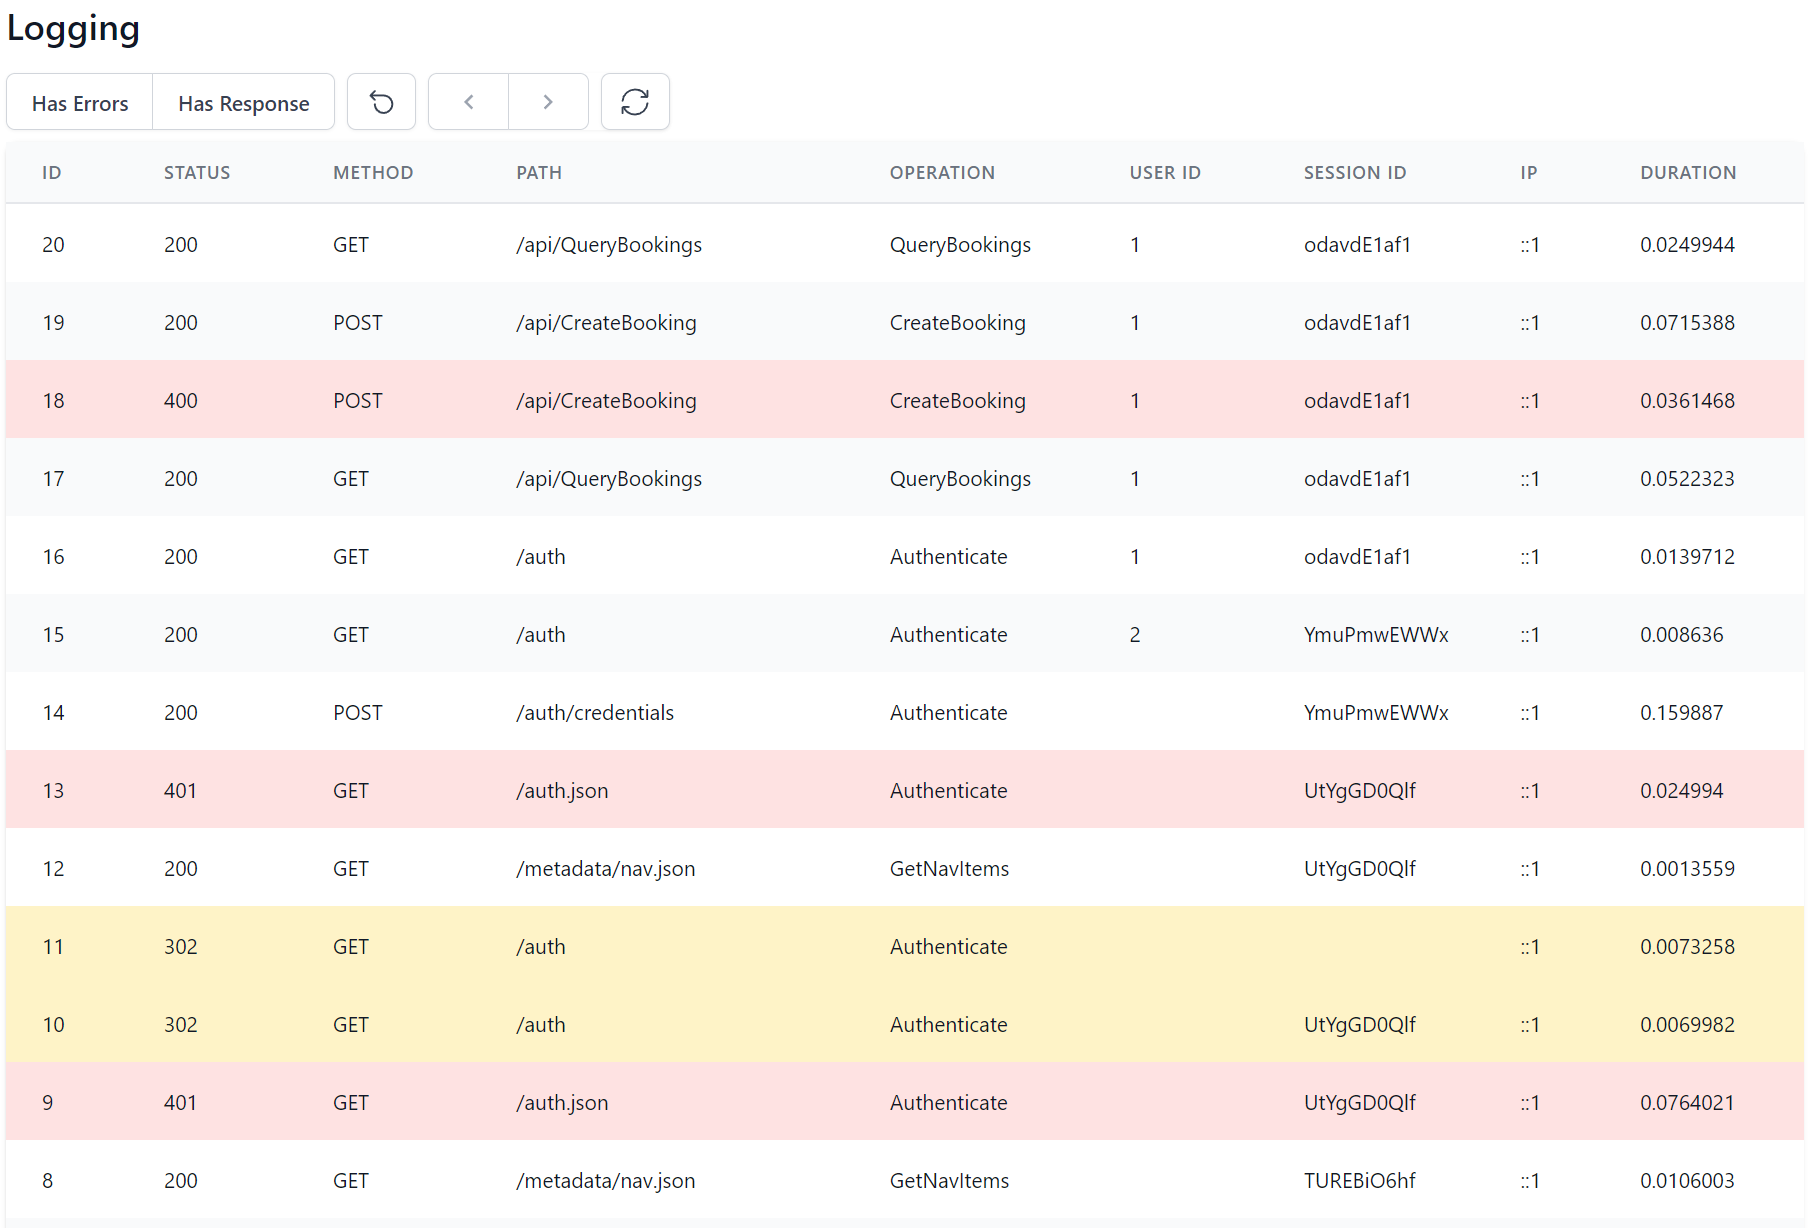 Logging
Has Errors Has Response
ID STATUS METHOD PATH OPERATION USER ID SESSION ID IP DURATION
20 200 GET /api/QueryBookings QueryBookings 1 odavdE1af1 ::1 0.0249944
19 200 POST /api/CreateBooking CreateBooking 1 odavdE1af1 ::1 0.0715388
18 400 POST /api/CreateBooking CreateBooking 1 odavdE1af1 ::1 0.0361468
17 200 GET /api/QueryBookings QueryBookings 1 odavdE1af1 ::1 0.0522323
16 200 GET /auth Authenticate 1 odavdE1af1 ::1 0.0139712
15 200 GET /auth Authenticate 2 YmuPmwEWWx ::1 0.008636
14 200 POST /auth/credentials Authenticate YmuPmwEWWx ::1 0.159887
13 401 GET /auth.json Authenticate UtYgGD0Qlf ::1 0.024994
12 200 GET /metadata/nav.json GetNavItems UtYgGD0Qlf ::1 0.0013559
11 302 GET /auth Authenticate ::1 0.0073258
10 302 GET /auth Authenticate UtYgGD0Qlf ::1 0.0069982
9 401 GET /auth.json Authenticate UtYgGD0Qlf ::1 0.0764021
8 200 GET /metadata/nav.json GetNavItems TUREBiO6hf ::1 0.0106003